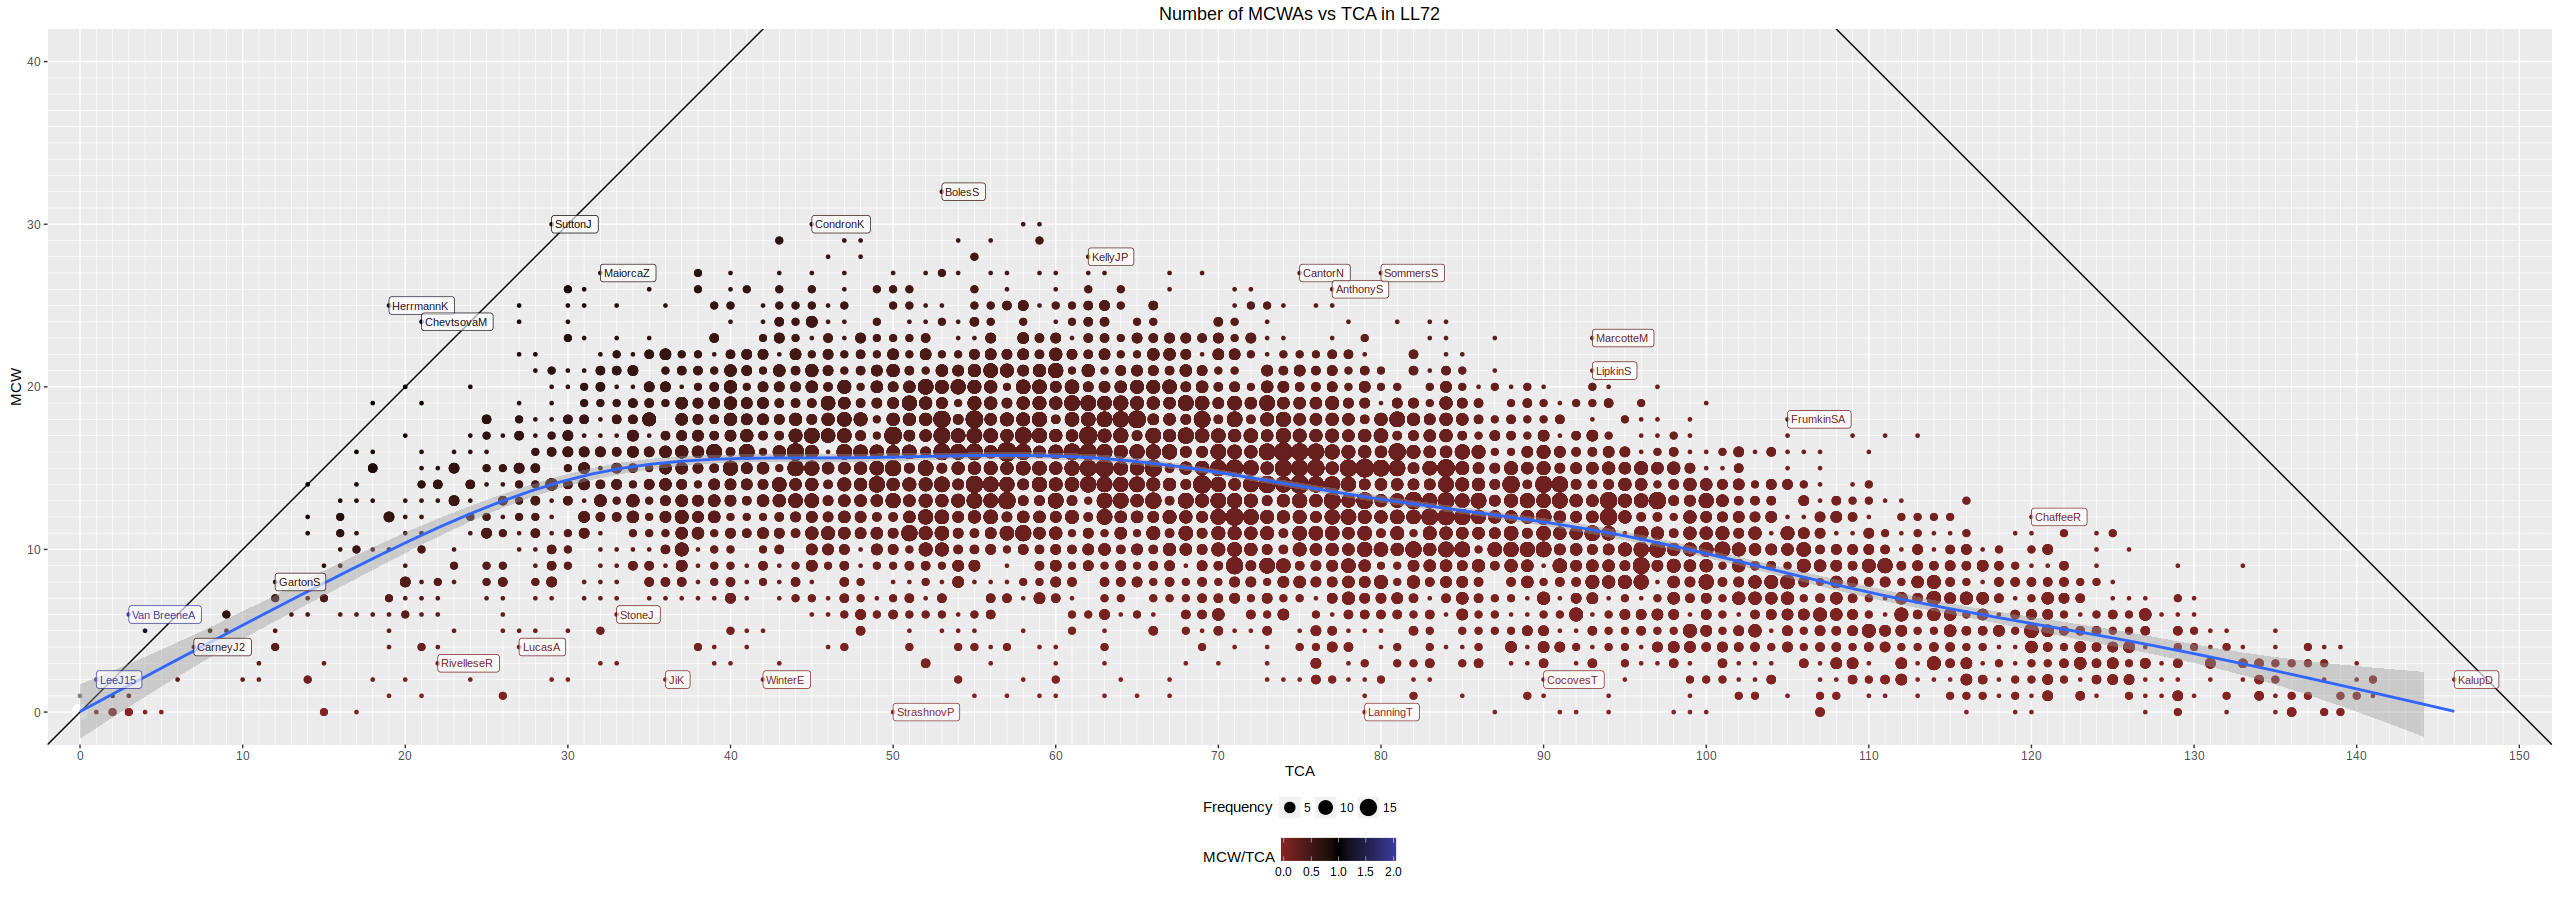 Number of MCWAs vs TCA in LL72
40
30
20
10
0
MCW
BolesS
SuttonJ
CondronK
KellyJP
MaiorcaZ
CantorN
SommersS
AnthonyS
HerrmannK
ChevtsovaM
MarcotteM
LipkinS
FrumkinSA
ChaffeeR
GartonS
Van BreeneA
StoneJ
CarneyJ2
LucasA
RivelleseR
LeeJ15
JiK
WinterE
CocovesT
KalupD
StrashnovP
LanningT
0 10 20 30 40 50 60 70 80 90 100 110 120 130 140 150
TCA
Frequency 5 10 15
MCW/TCA
0.0 0.5 1.0 1.5 2.0